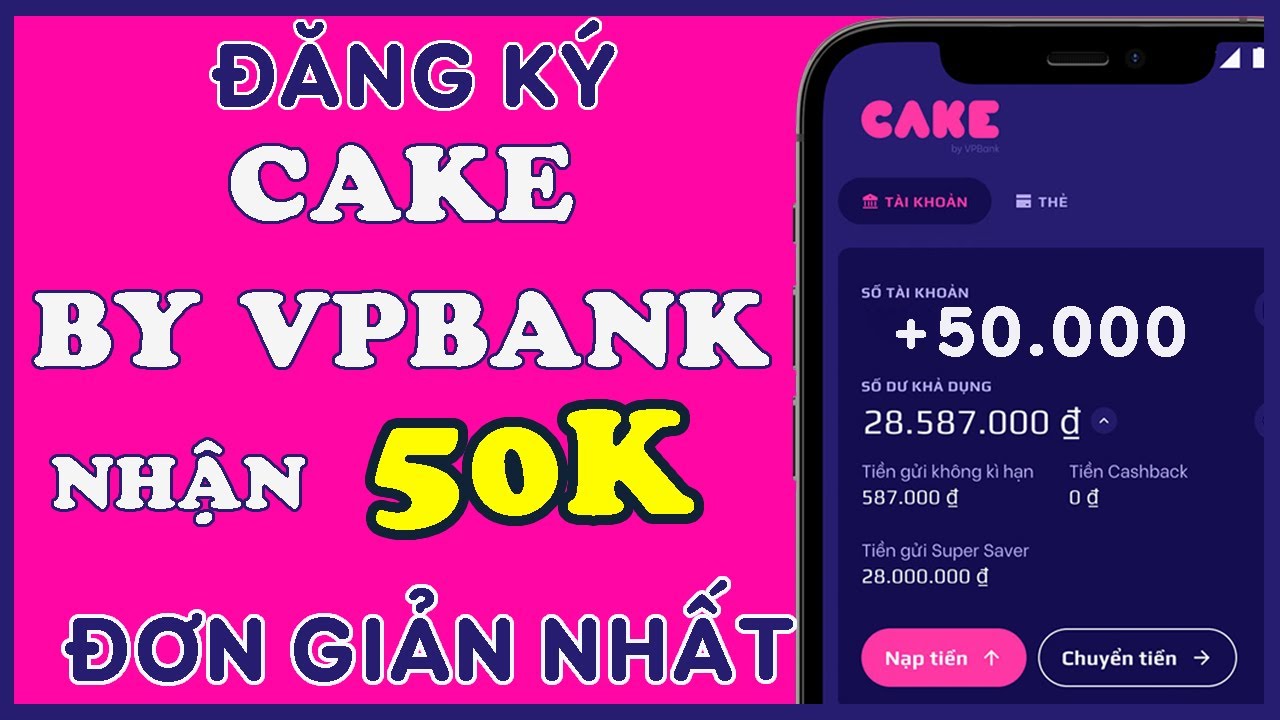 ĐĂNG KÝ
CAKE
BY VPBANK
NHẬN 50K
ĐƠN GIẢN NHẤT
CAKE
by VPBank
TÀI KHOẢN THẺ
SỐ TÀI KHOẢN
+50.000
SỐ DƯ KHẢ DỤNG
28.587.000 ₫
Tiền gửi không kì hạn Tiền Cashback
587.000 ₫ 0 ₫
Tiền gửi Super Saver
28.000.000 ₫
Nạp tiền ↑ Chuyển tiền →